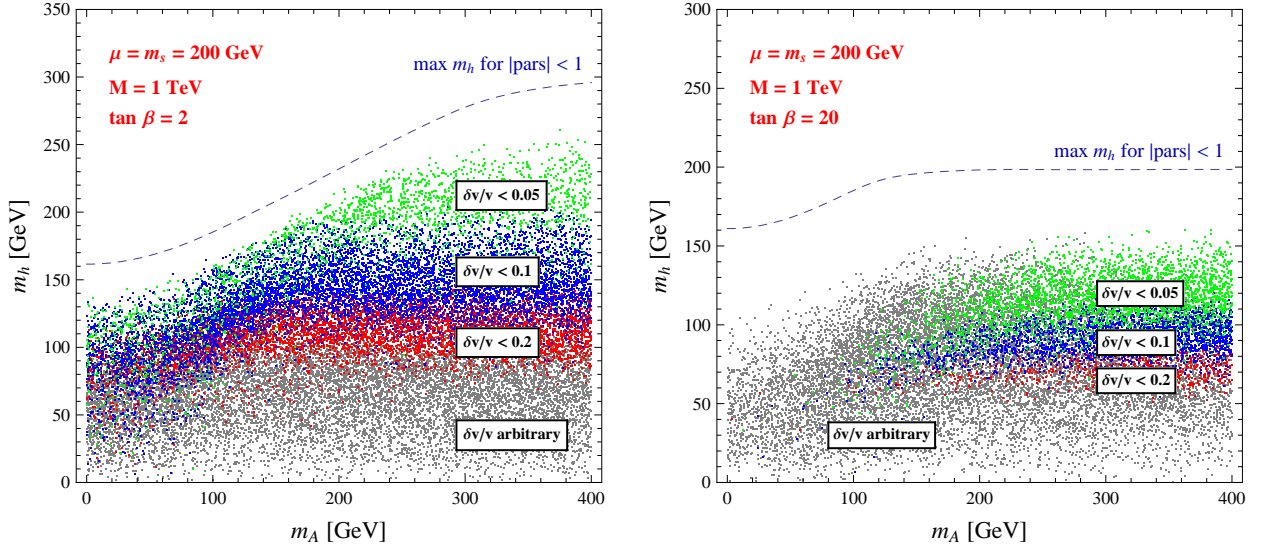 350
300
250
200
150
100
50
0
m_h [GeV]
μ = m_s = 200 GeV
M = 1 TeV
tan β = 2
max m_h for |pars| < 1
δv/v < 0.05
δv/v < 0.1
δv/v < 0.2
δv/v arbitrary
0 100 200 300 400
m_A [GeV]
300
250
200
150
100
50
0
m_h [GeV]
μ = m_s = 200 GeV
M = 1 TeV
tan β = 20
max m_h for |pars| < 1
δv/v < 0.05
δv/v < 0.1
δv/v < 0.2
δv/v arbitrary
0 100 200 300 400
m_A [GeV]